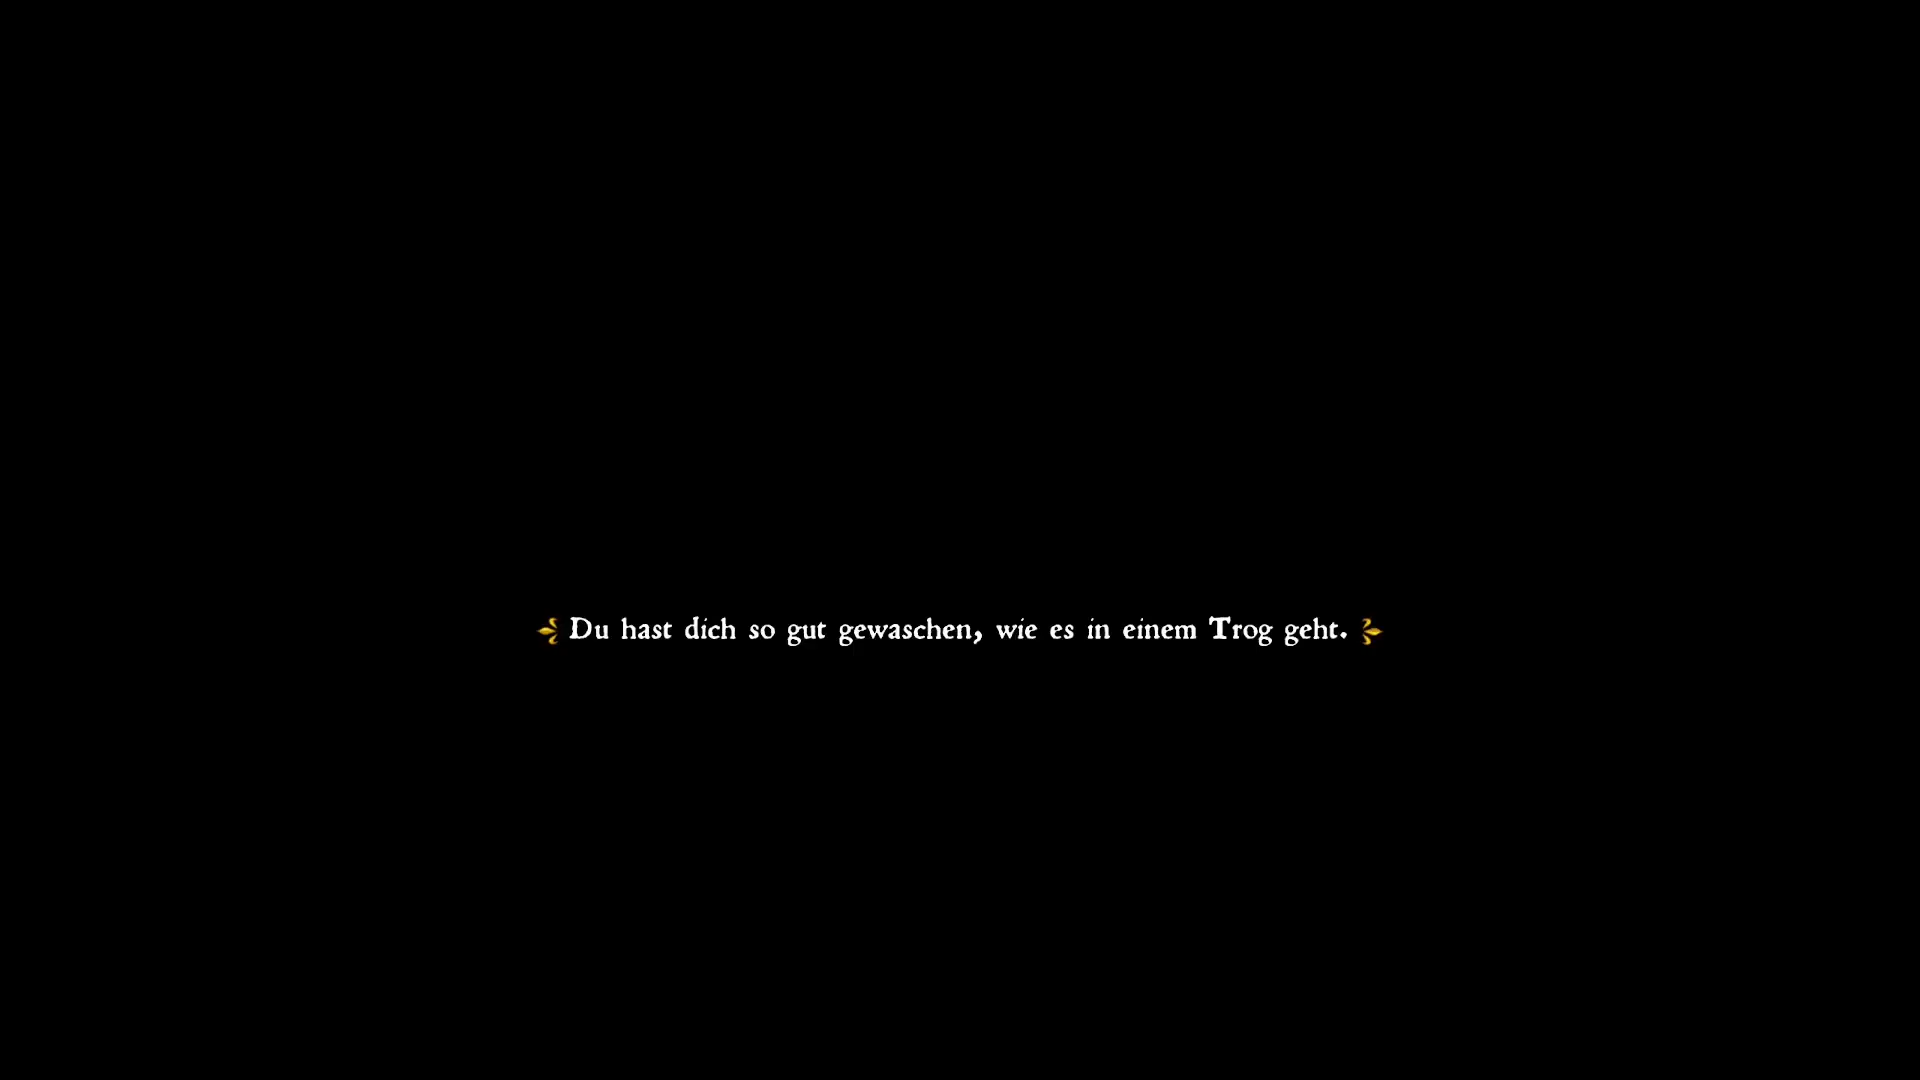 Du hast dich so gut gewaschen, wie es in einem Trog geht.